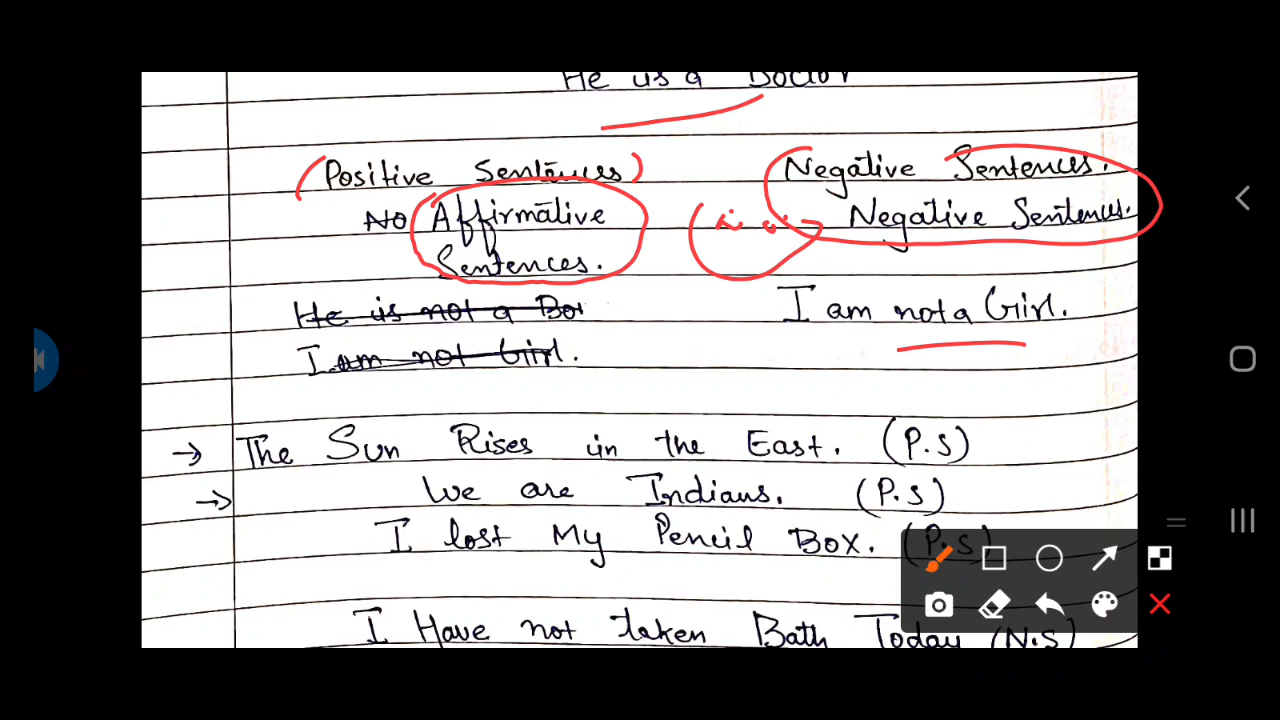 He is a Doctor
(Positive Sentences) Negative Sentences.
NO Affirmative Negative Sentences.
Sentences.
He is not a Boi I am not a Girl.
I am not Girl.
→ The Sun Rises in the East. (P.S)
→ We are Indians. (P.S)
I lost My Pencil Box. (P.S)
I Have not taken Bath Today (N.S)